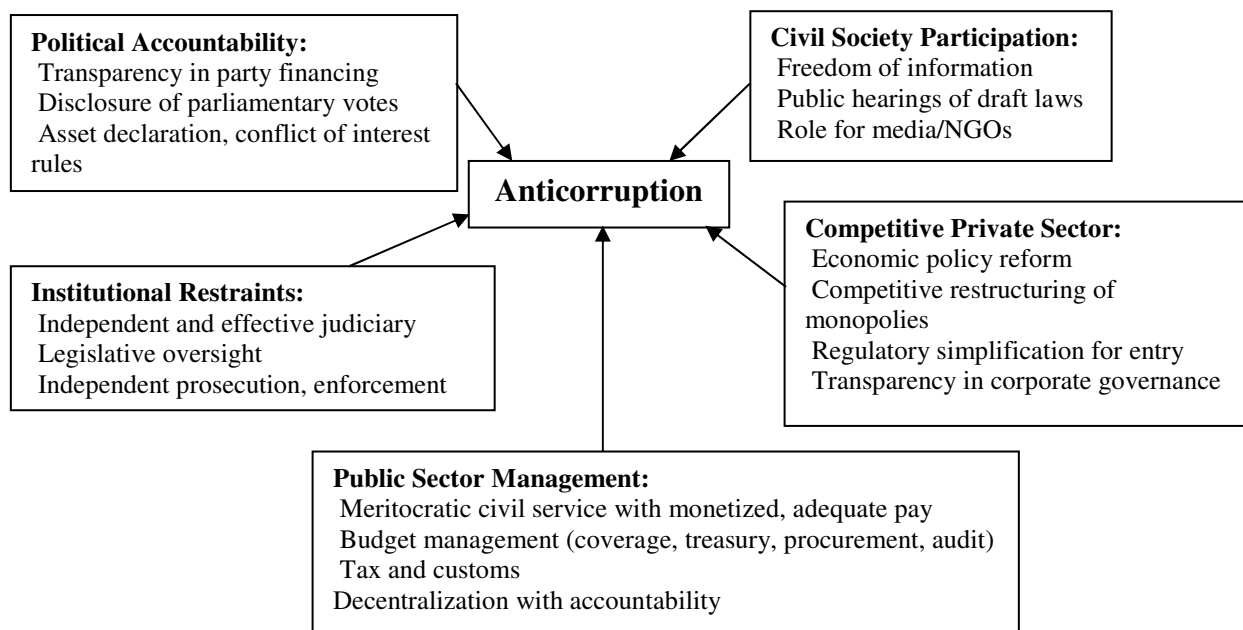 Political Accountability:
Transparency in party financing
Disclosure of parliamentary votes
Asset declaration, conflict of interest
rules
Civil Society Participation:
Freedom of information
Public hearings of draft laws
Role for media/NGOs
Anticorruption
Institutional Restraints:
Independent and effective judiciary
Legislative oversight
Independent prosecution, enforcement
Competitive Private Sector:
Economic policy reform
Competitive restructuring of
monopolies
Regulatory simplification for entry
Transparency in corporate governance
Public Sector Management:
Meritocratic civil service with monetized, adequate pay
Budget management (coverage, treasury, procurement, audit)
Tax and customs
Decentralization with accountability